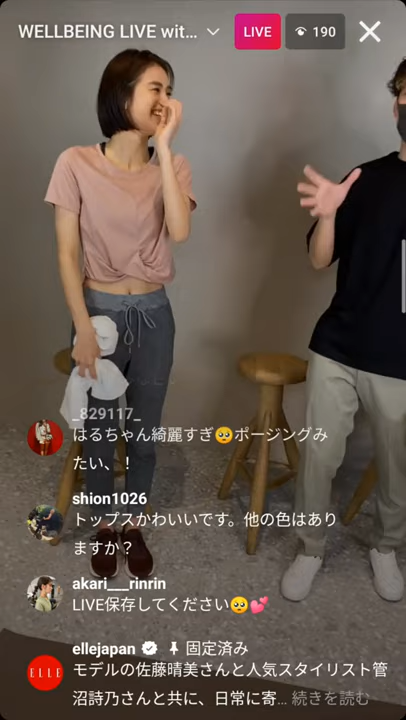 WELLBEING LIVE wit...
LIVE
190
_829117_
はるちゃん綺麗すぎ🥺ポージングみ
たい、！
shion1026
トップスかわいいです。他の色はあり
ますか？
akari___rinrin
LIVE保存してください🥺💕
ellejapan 固定済み
ELLE
モデルの佐藤晴美さんと人気スタイリスト管
沼詩乃さんと共に、日常に寄... 続きを読む